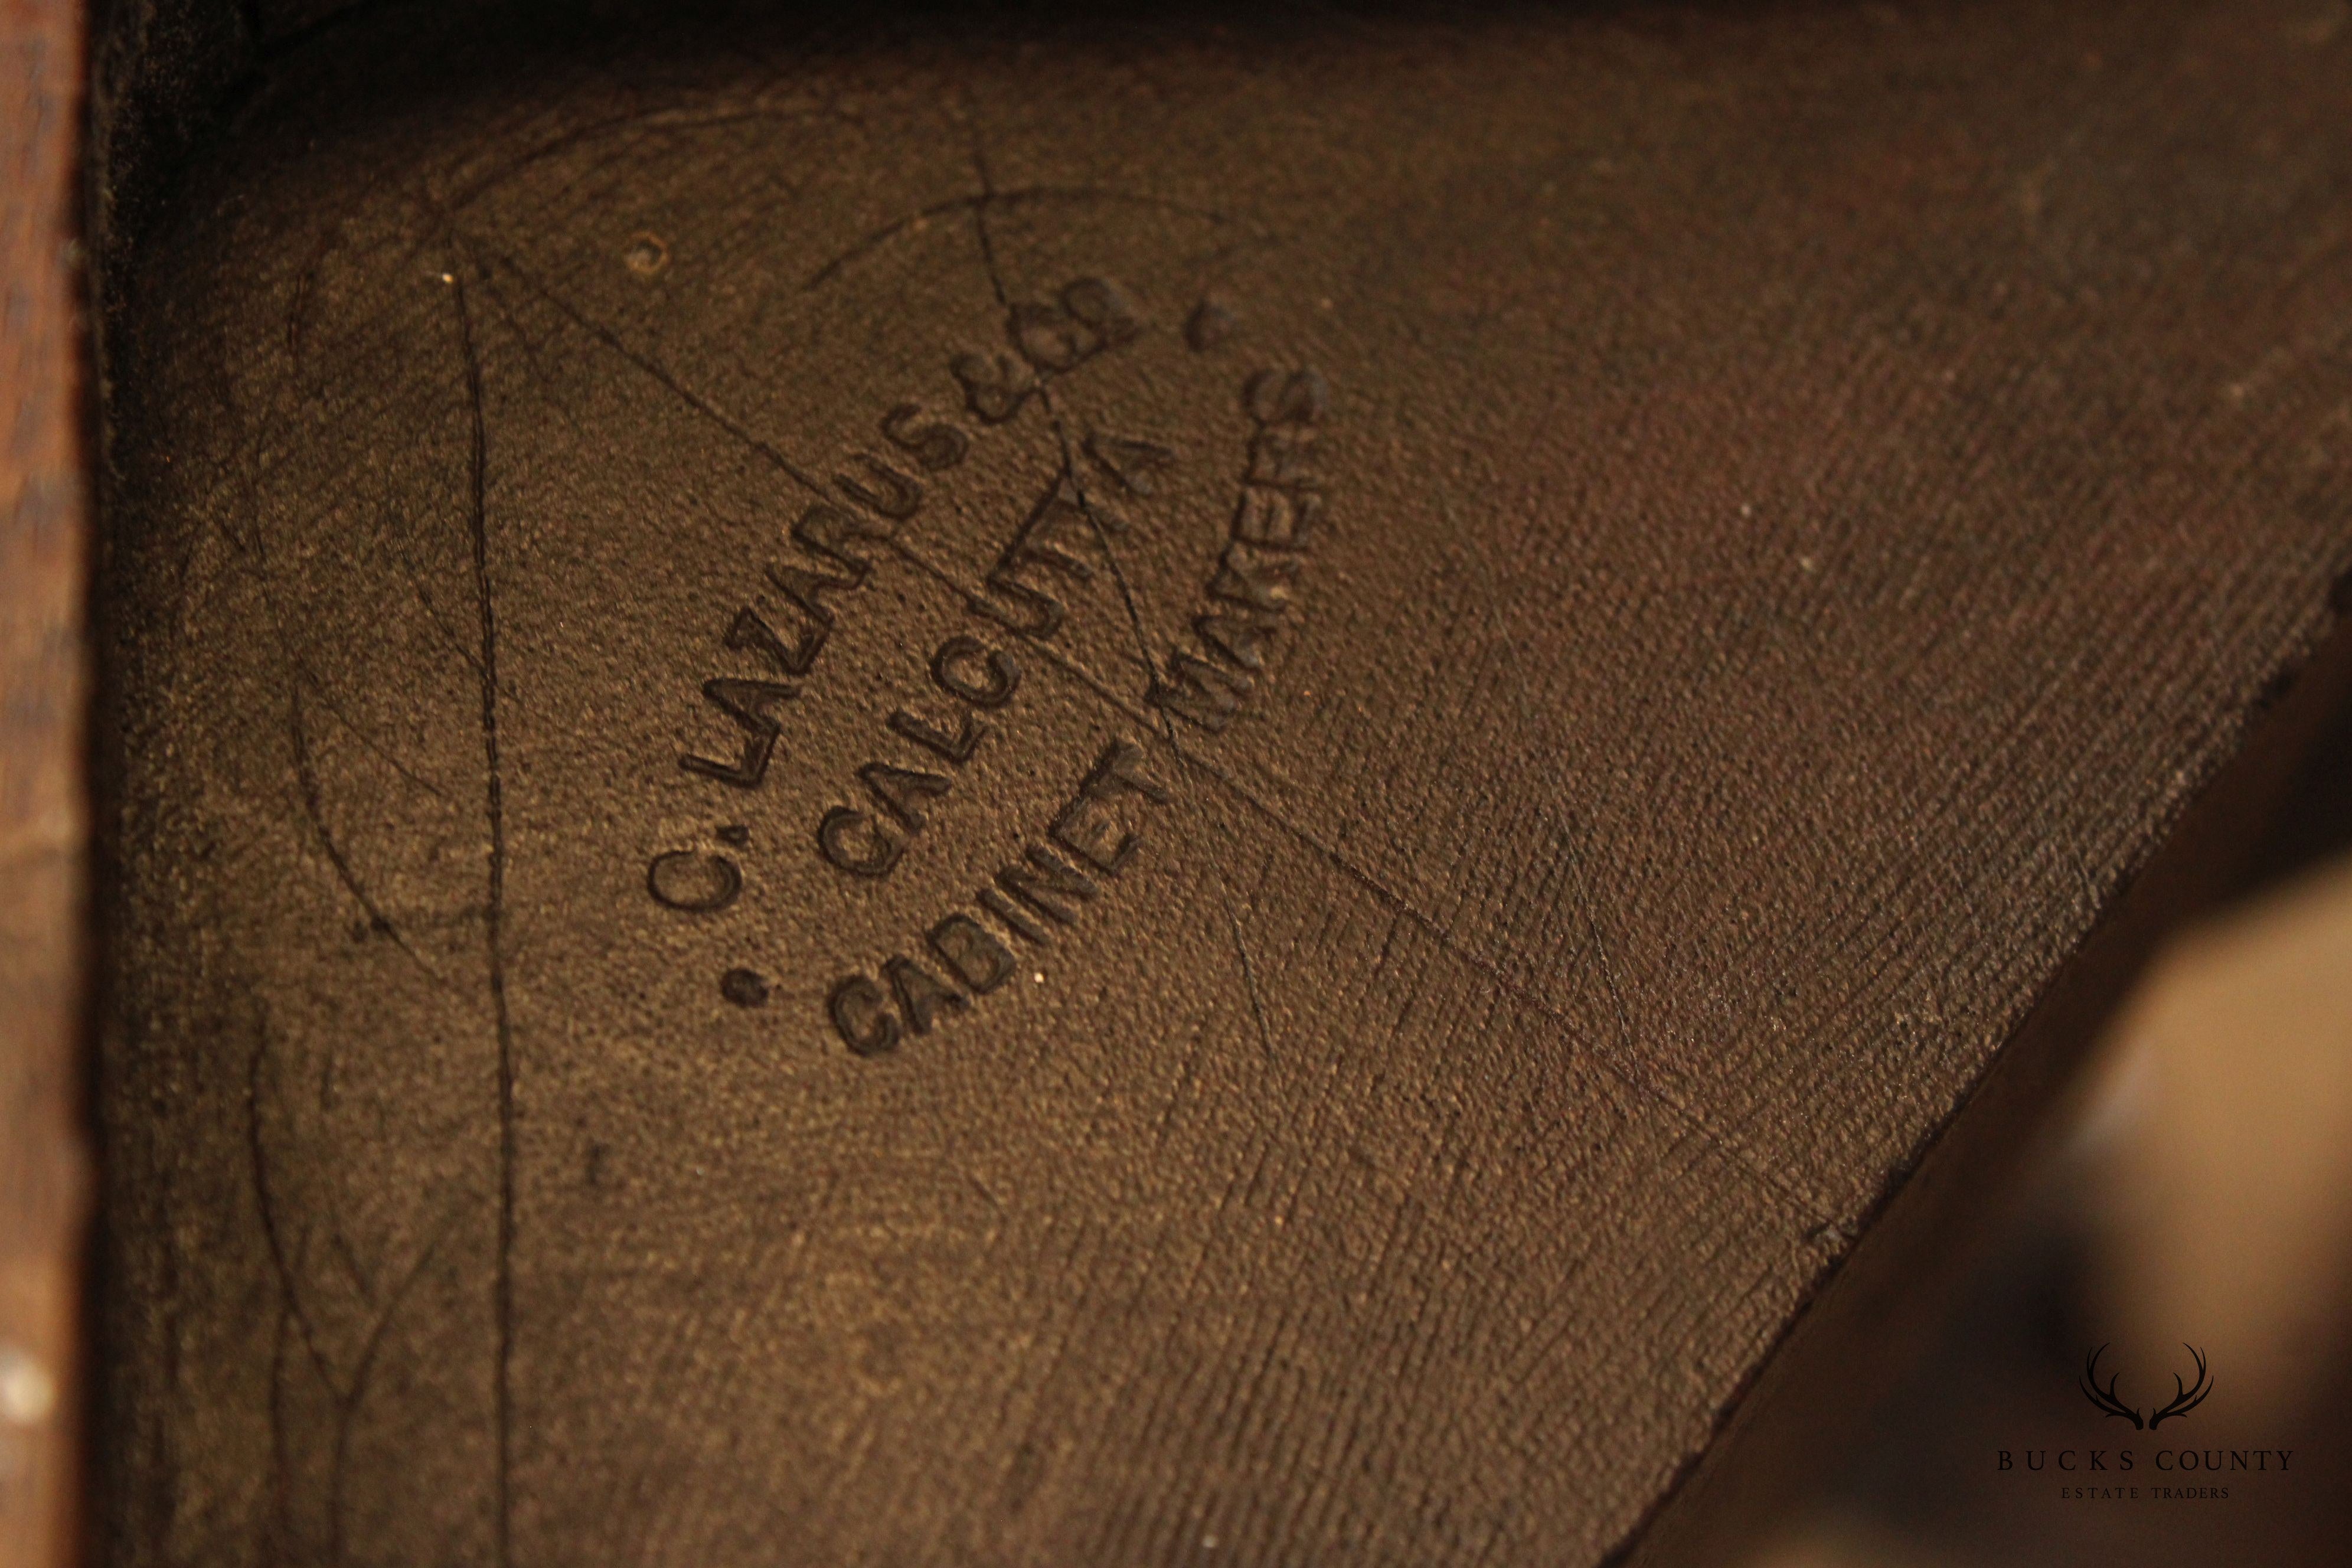 C. LAZARUS & Co
CALCUTTA
• CABINET MAKERS •
BUCKS COUNTY
ESTATE TRADERS